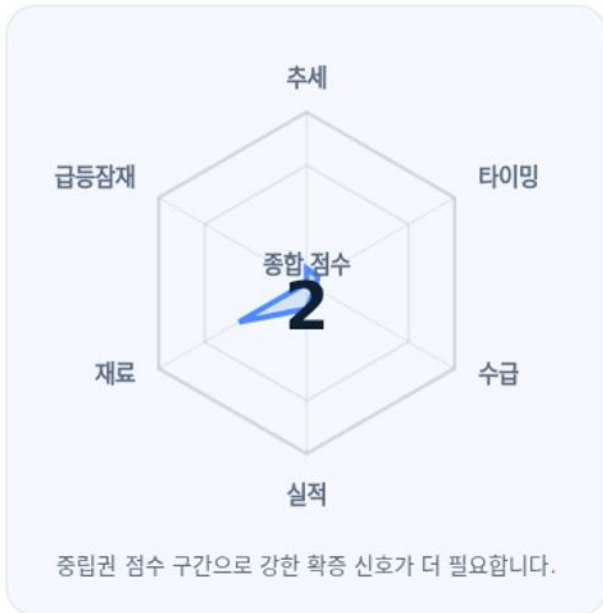 추세
급등잠재
타이밍
종합 점수
2
재료
수급
실적
중립권 점수 구간으로 강한 확증 신호가 더 필요합니다.